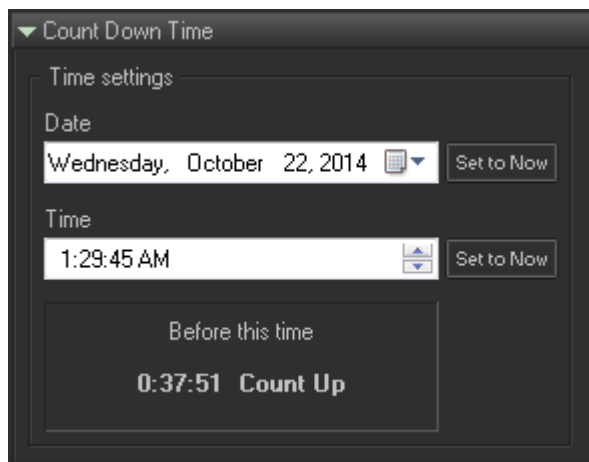 Count Down Time
Time settings
Date
Wednesday, October 22, 2014 Set to Now
Time
1:29:45 AM Set to Now
Before this time
0:37:51 Count Up